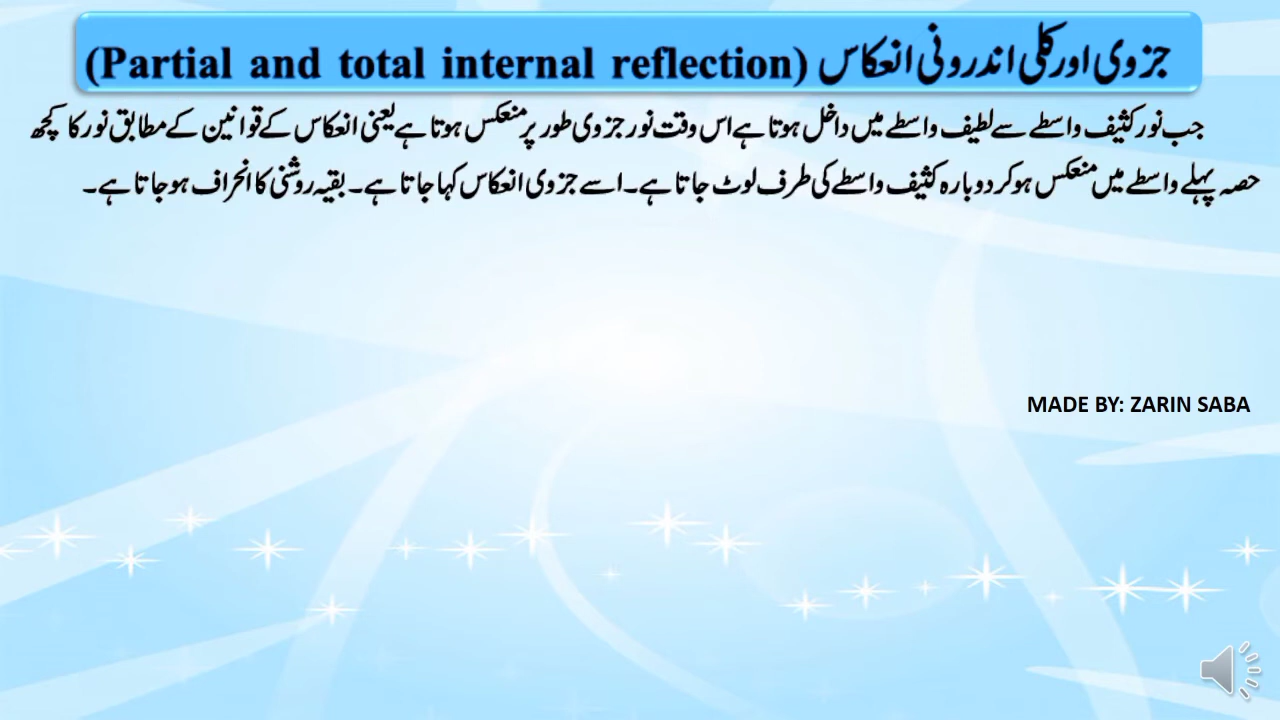 جزوی اور کلی اندرونی انعکاس (Partial and total internal reflection)
جب نور کثیف واسطے سے لطیف واسطے میں داخل ہوتا ہے اس وقت نور جزوی طور پر منعکس ہوتا ہے یعنی انعکاس کے قوانین کے مطابق نور کا کچھ
حصہ پہلے واسطے میں منعکس ہو کر دوبارہ کثیف واسطے کی طرف لوٹ جاتا ہے۔ اسے جزوی انعکاس کہا جاتا ہے۔ بقیہ روشنی کا انحراف ہو جاتا ہے۔
MADE BY: ZARIN SABA